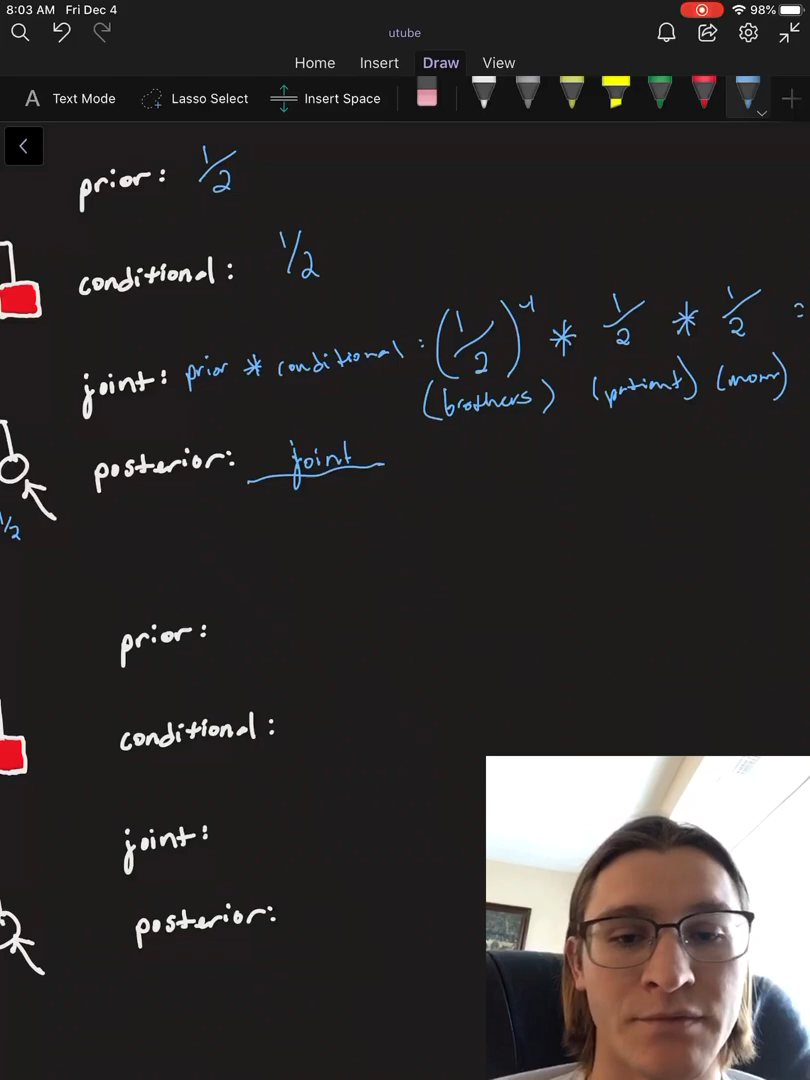 8:03 AM Fri Dec 4 98%
utube
Home Insert Draw View
A Text Mode Lasso Select Insert Space
prior: 1/2
conditional: 1/2
joint: prior * conditional: (1/2)^4 * 1/2 * 1/2 =
(brothers) (patient) (mom)
posterior: joint
1/2
prior:
conditional:
joint:
posterior: